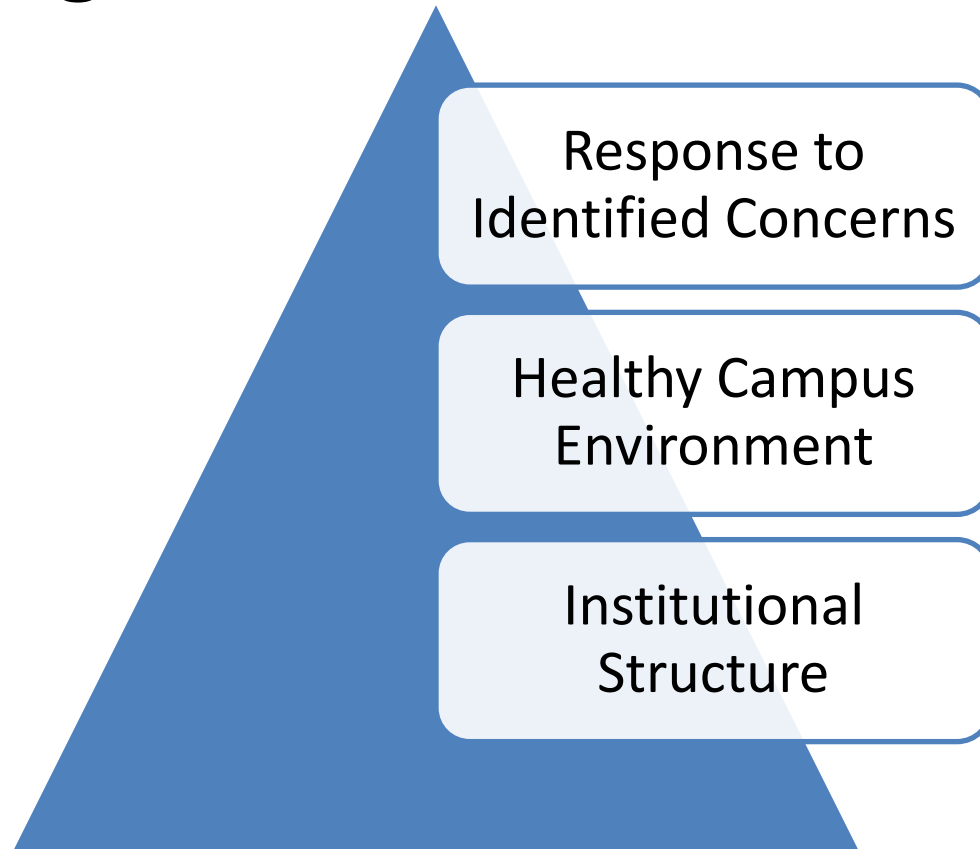 Response to
Identified Concerns
Healthy Campus
Environment
Institutional
Structure